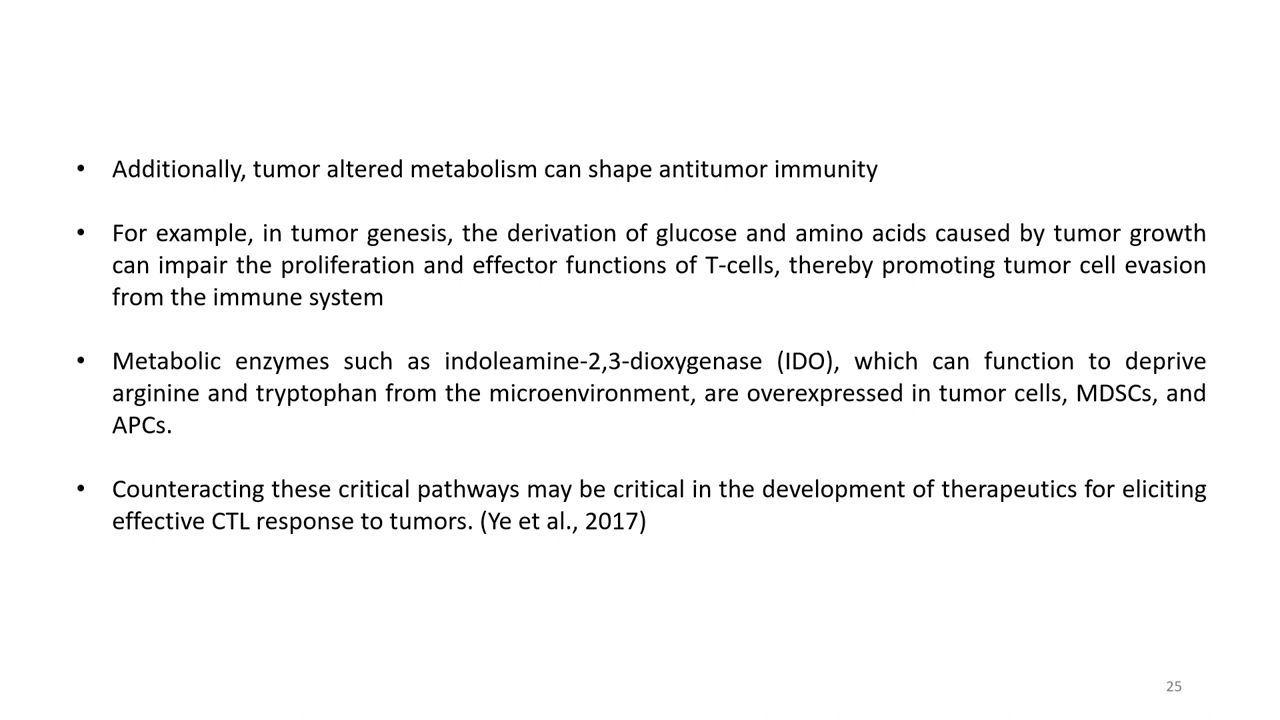 • Additionally, tumor altered metabolism can shape antitumor immunity
• For example, in tumor genesis, the derivation of glucose and amino acids caused by tumor growth
can impair the proliferation and effector functions of T-cells, thereby promoting tumor cell evasion
from the immune system
• Metabolic enzymes such as indoleamine-2,3-dioxygenase (IDO), which can function to deprive
arginine and tryptophan from the microenvironment, are overexpressed in tumor cells, MDSCs, and
APCs.
• Counteracting these critical pathways may be critical in the development of therapeutics for eliciting
effective CTL response to tumors. (Ye et al., 2017)
25